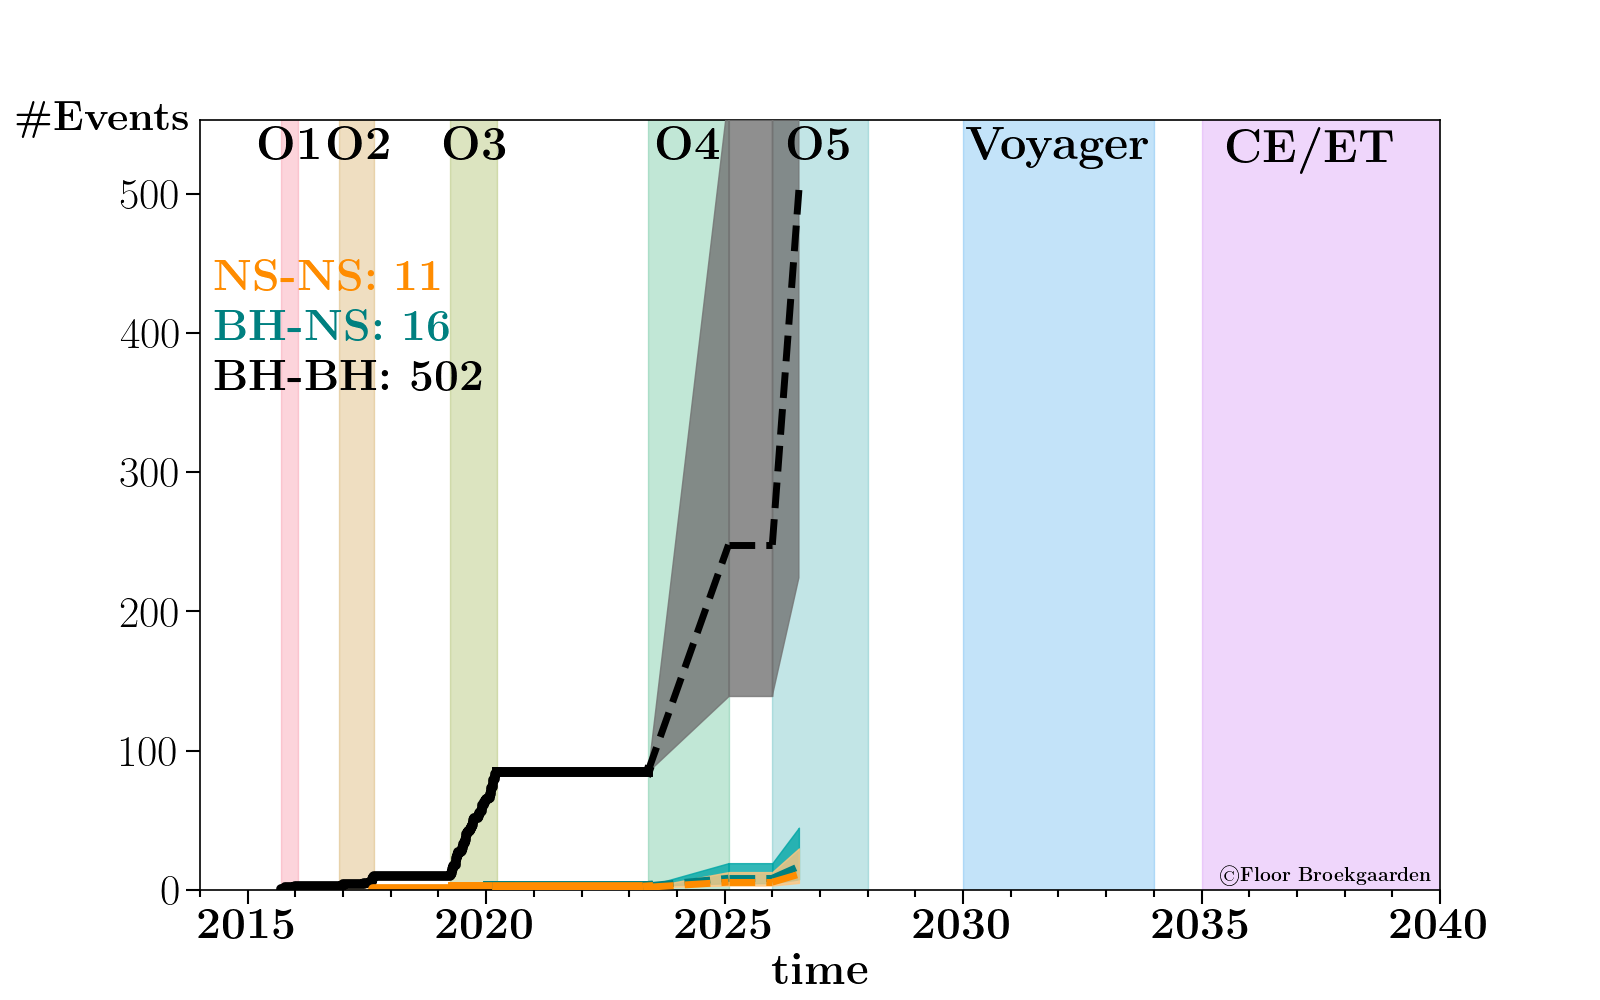 #Events
O1 O2 O3 O4 O5 Voyager CE/ET
500
NS-NS: 11
BH-NS: 16
400
BH-BH: 502
300
200
100
0
©Floor Broekgaarden
2015 2020 2025 2030 2035 2040
time